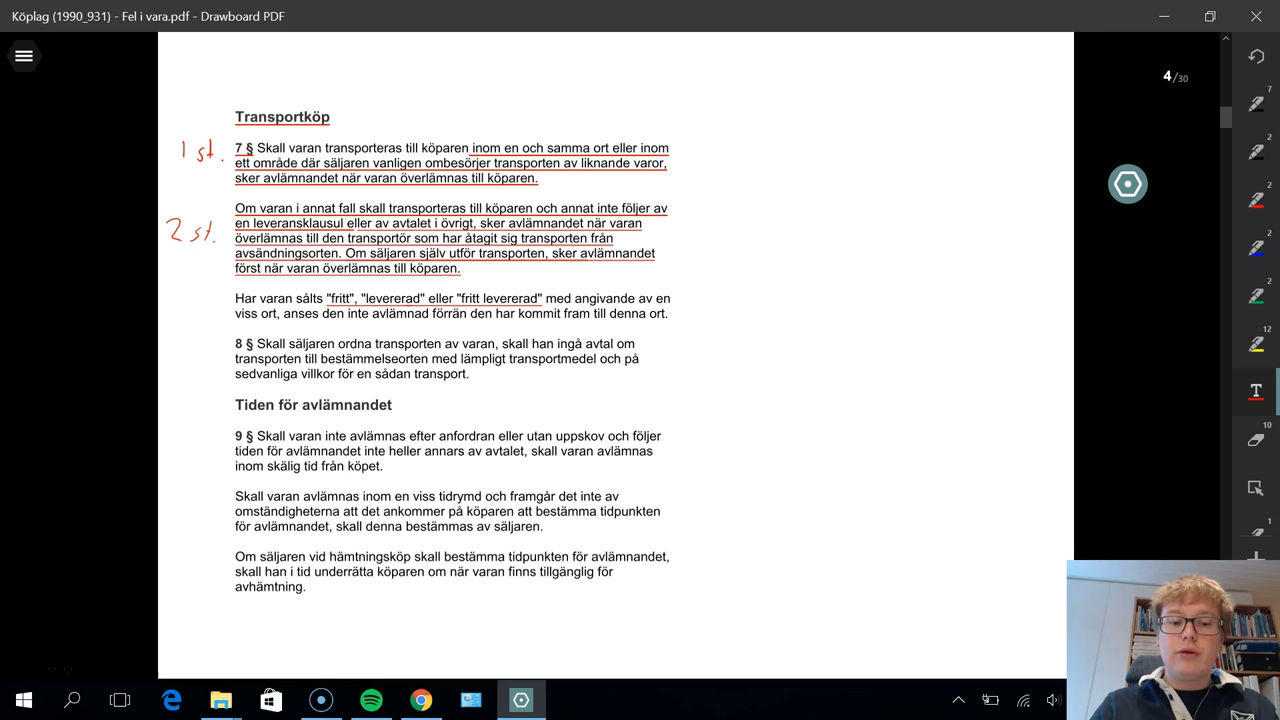 Köplag (1990_931) - Fel i vara.pdf - Drawboard PDF
4/30
Transportköp
1 st.
7 § Skall varan transporteras till köparen inom en och samma ort eller inom
ett område där säljaren vanligen ombesörjer transporten av liknande varor,
sker avlämnandet när varan överlämnas till köparen.
2 st.
Om varan i annat fall skall transporteras till köparen och annat inte följer av
en leveransklausul eller av avtalet i övrigt, sker avlämnandet när varan
överlämnas till den transportör som har åtagit sig transporten från
avsändningsorten. Om säljaren själv utför transporten, sker avlämnandet
först när varan överlämnas till köparen.
Har varan sålts "fritt", "levererad" eller "fritt levererad" med angivande av en
viss ort, anses den inte avlämnad förrän den har kommit fram till denna ort.
8 § Skall säljaren ordna transporten av varan, skall han ingå avtal om
transporten till bestämmelseorten med lämpligt transportmedel och på
sedvanliga villkor för en sådan transport.
Tiden för avlämnandet
9 § Skall varan inte avlämnas efter anfordran eller utan uppskov och följer
tiden för avlämnandet inte heller annars av avtalet, skall varan avlämnas
inom skälig tid från köpet.
Skall varan avlämnas inom en viss tidrymd och framgår det inte av
omständigheterna att det ankommer på köparen att bestämma tidpunkten
för avlämnandet, skall denna bestämmas av säljaren.
Om säljaren vid hämtningsköp skall bestämma tidpunkten för avlämnandet,
skall han i tid underrätta köparen om när varan finns tillgänglig för
avhämtning.
7
2
2
2
2
12
T
10
1